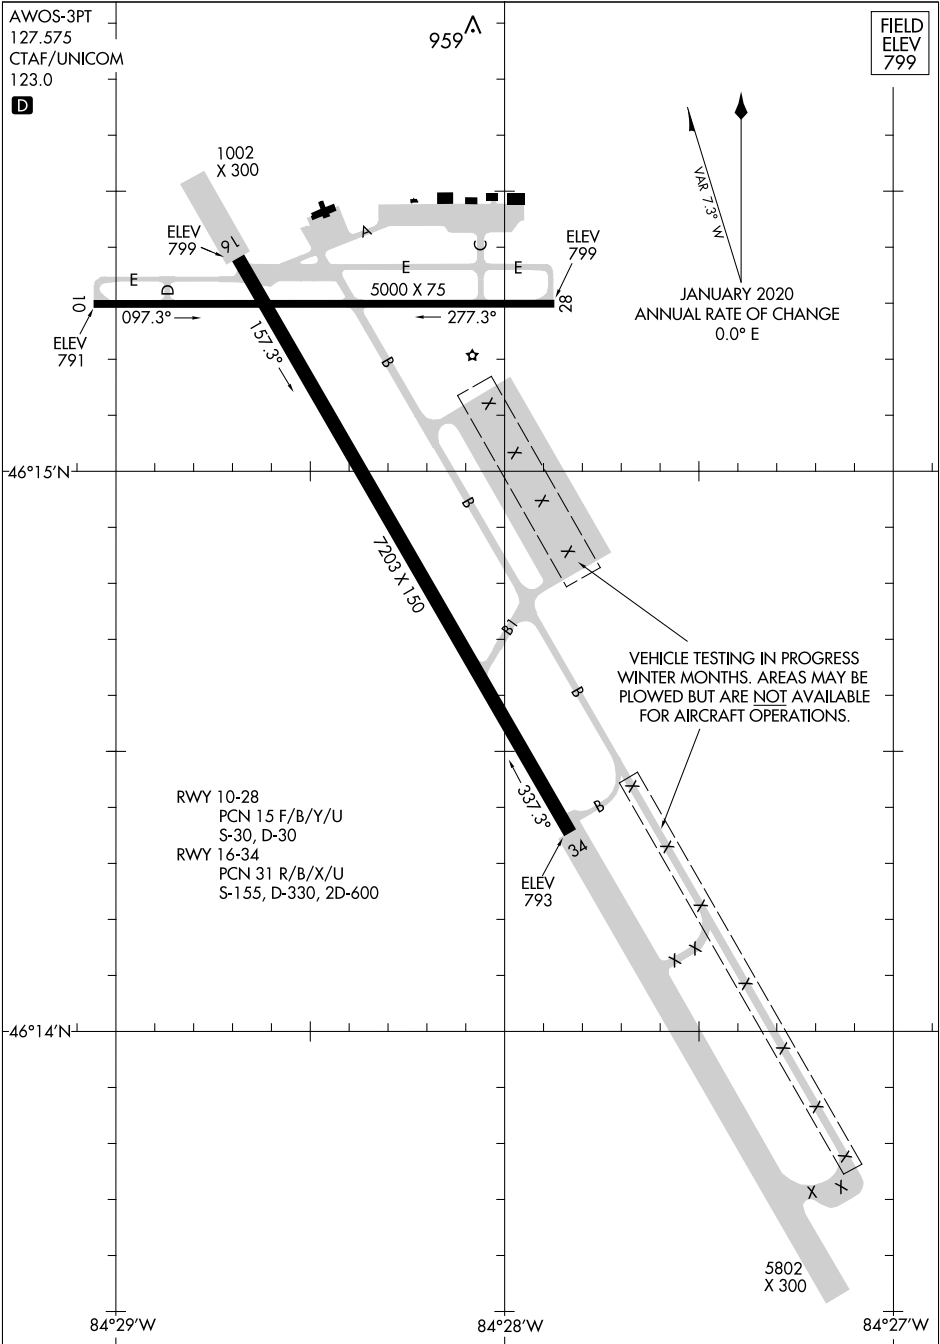 AWOS-3PT
127.575
CTAF/UNICOM
123.0
D
959
FIELD
ELEV
799
1002
X 300
VAR 7.3° W
JANUARY 2020
ANNUAL RATE OF CHANGE
0.0° E
ELEV
799
16
A
C
ELEV
799
E
E
E
D
10
5000 X 75
28
097.3°
277.3°
ELEV
791
157.3°
B
X
X
46°15'N
B
X
X
7203 X 150
B1
VEHICLE TESTING IN PROGRESS
WINTER MONTHS. AREAS MAY BE
PLOWED BUT ARE NOT AVAILABLE
FOR AIRCRAFT OPERATIONS.
B
RWY 10-28
PCN 15 F/B/Y/U
S-30, D-30
RWY 16-34
PCN 31 R/B/X/U
S-155, D-330, 2D-600
337.3°
B
X
34
X
ELEV
793
X
X
X
X
46°14'N
X
X
X
X
X
5802
X 300
84°29'W
84°28'W
84°27'W